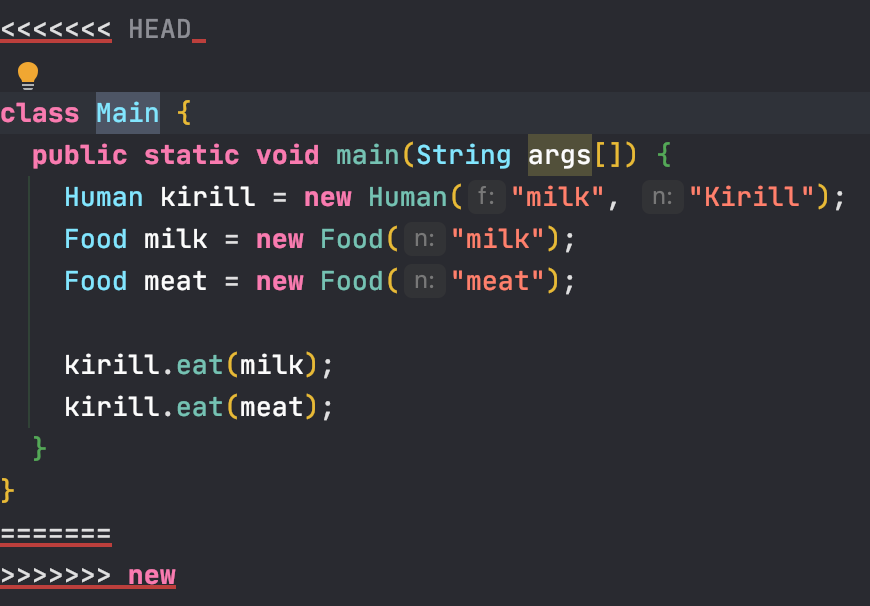 <<<<<<< HEAD
class Main {
public static void main(String args[]) {
Human kirill = new Human( f: "milk", n: "Kirill");
Food milk = new Food( n: "milk");
Food meat = new Food( n: "meat");
kirill.eat(milk);
kirill.eat(meat);
}
}
=======
>>>>>>> new